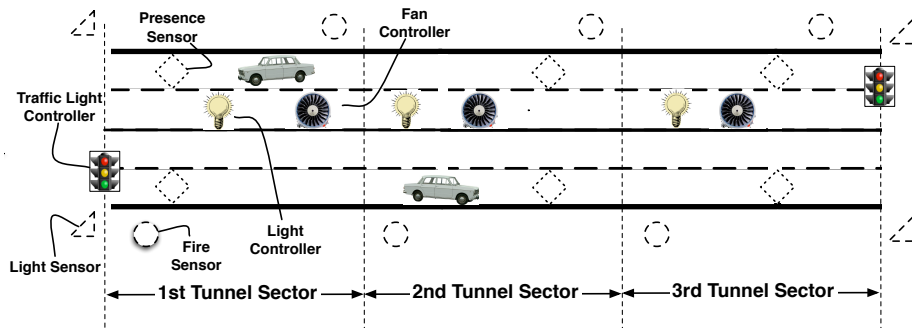 Presence
Sensor
Fan
Controller
Traffic Light
Controller
Light
Controller
Fire
Sensor
Light Sensor
1st Tunnel Sector
2nd Tunnel Sector
3rd Tunnel Sector